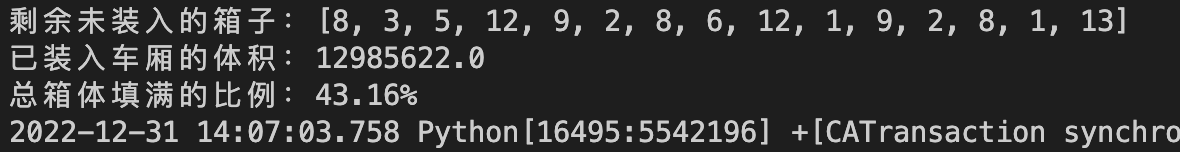 剩余未装入的箱子：[8, 3, 5, 12, 9, 2, 8, 6, 12, 1, 9, 2, 8, 1, 13]
已装入车厢的体积：12985622.0
总箱体填满的比例：43.16%
2022-12-31 14:07:03.758 Python[16495:5542196] +[CATransaction synchro